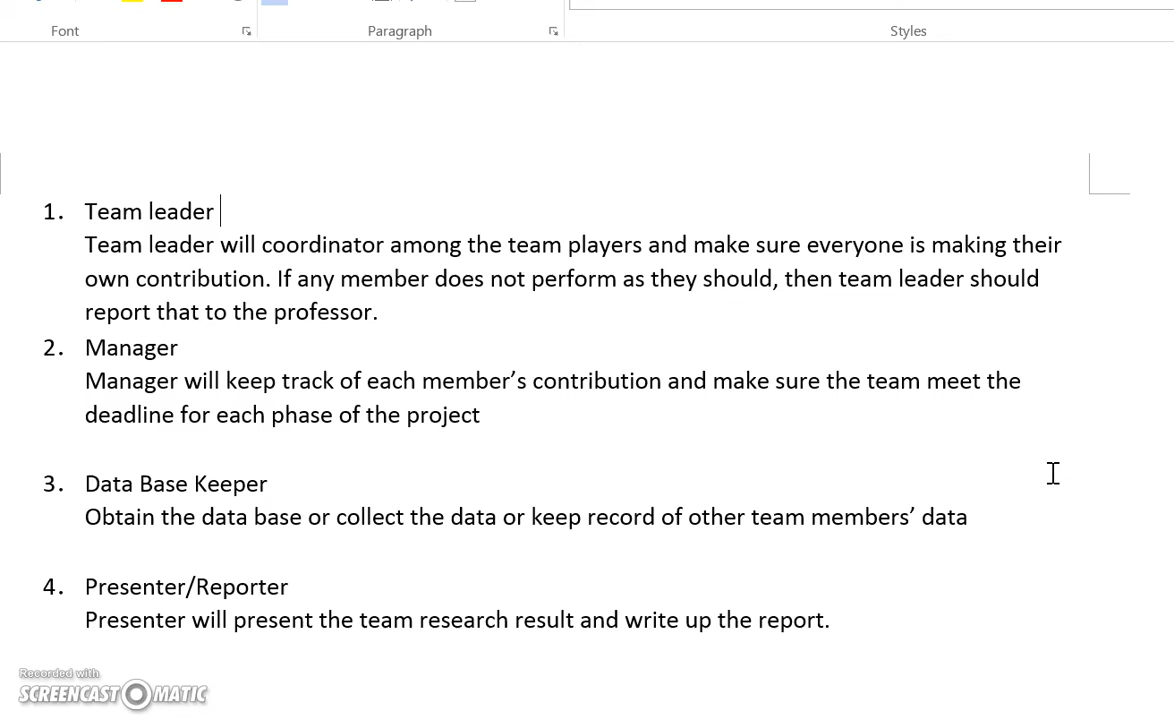 Font
Paragraph
Styles
1. Team leader
Team leader will coordinator among the team players and make sure everyone is making their
own contribution. If any member does not perform as they should, then team leader should
report that to the professor.
2. Manager
Manager will keep track of each member’s contribution and make sure the team meet the
deadline for each phase of the project
3. Data Base Keeper
Obtain the data base or collect the data or keep record of other team members’ data
4. Presenter/Reporter
Presenter will present the team research result and write up the report.
Recorded with
SCREENCAST O MATIC